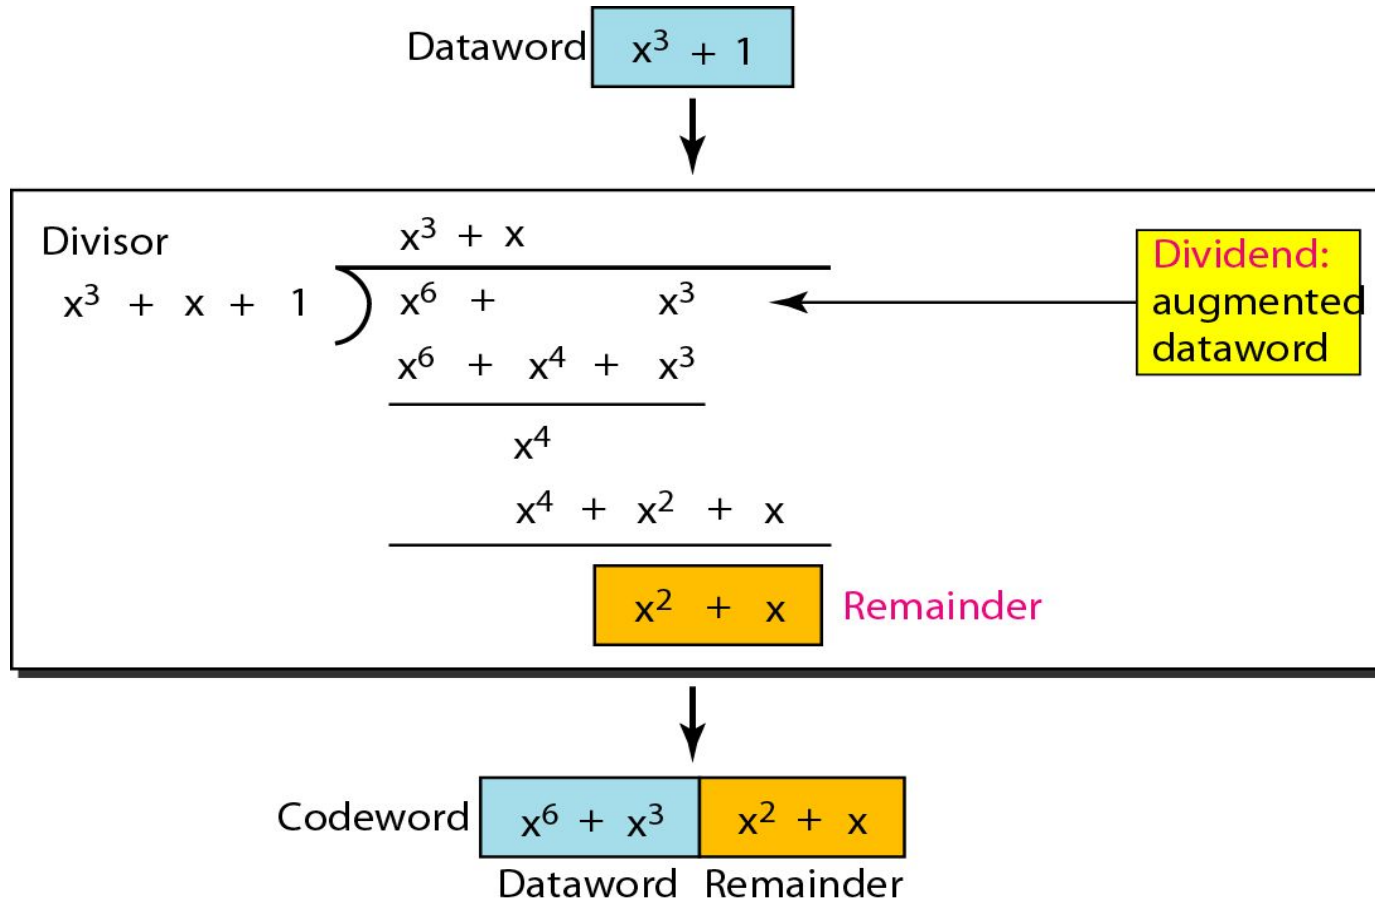 Dataword x³ + 1
Divisor
x³ + x
x³ + x + 1
x⁶ + x³
Dividend:
augmented
dataword
x⁶ + x⁴ + x³
x⁴
x⁴ + x² + x
x² + x Remainder
Codeword x⁶ + x³ x² + x
Dataword Remainder